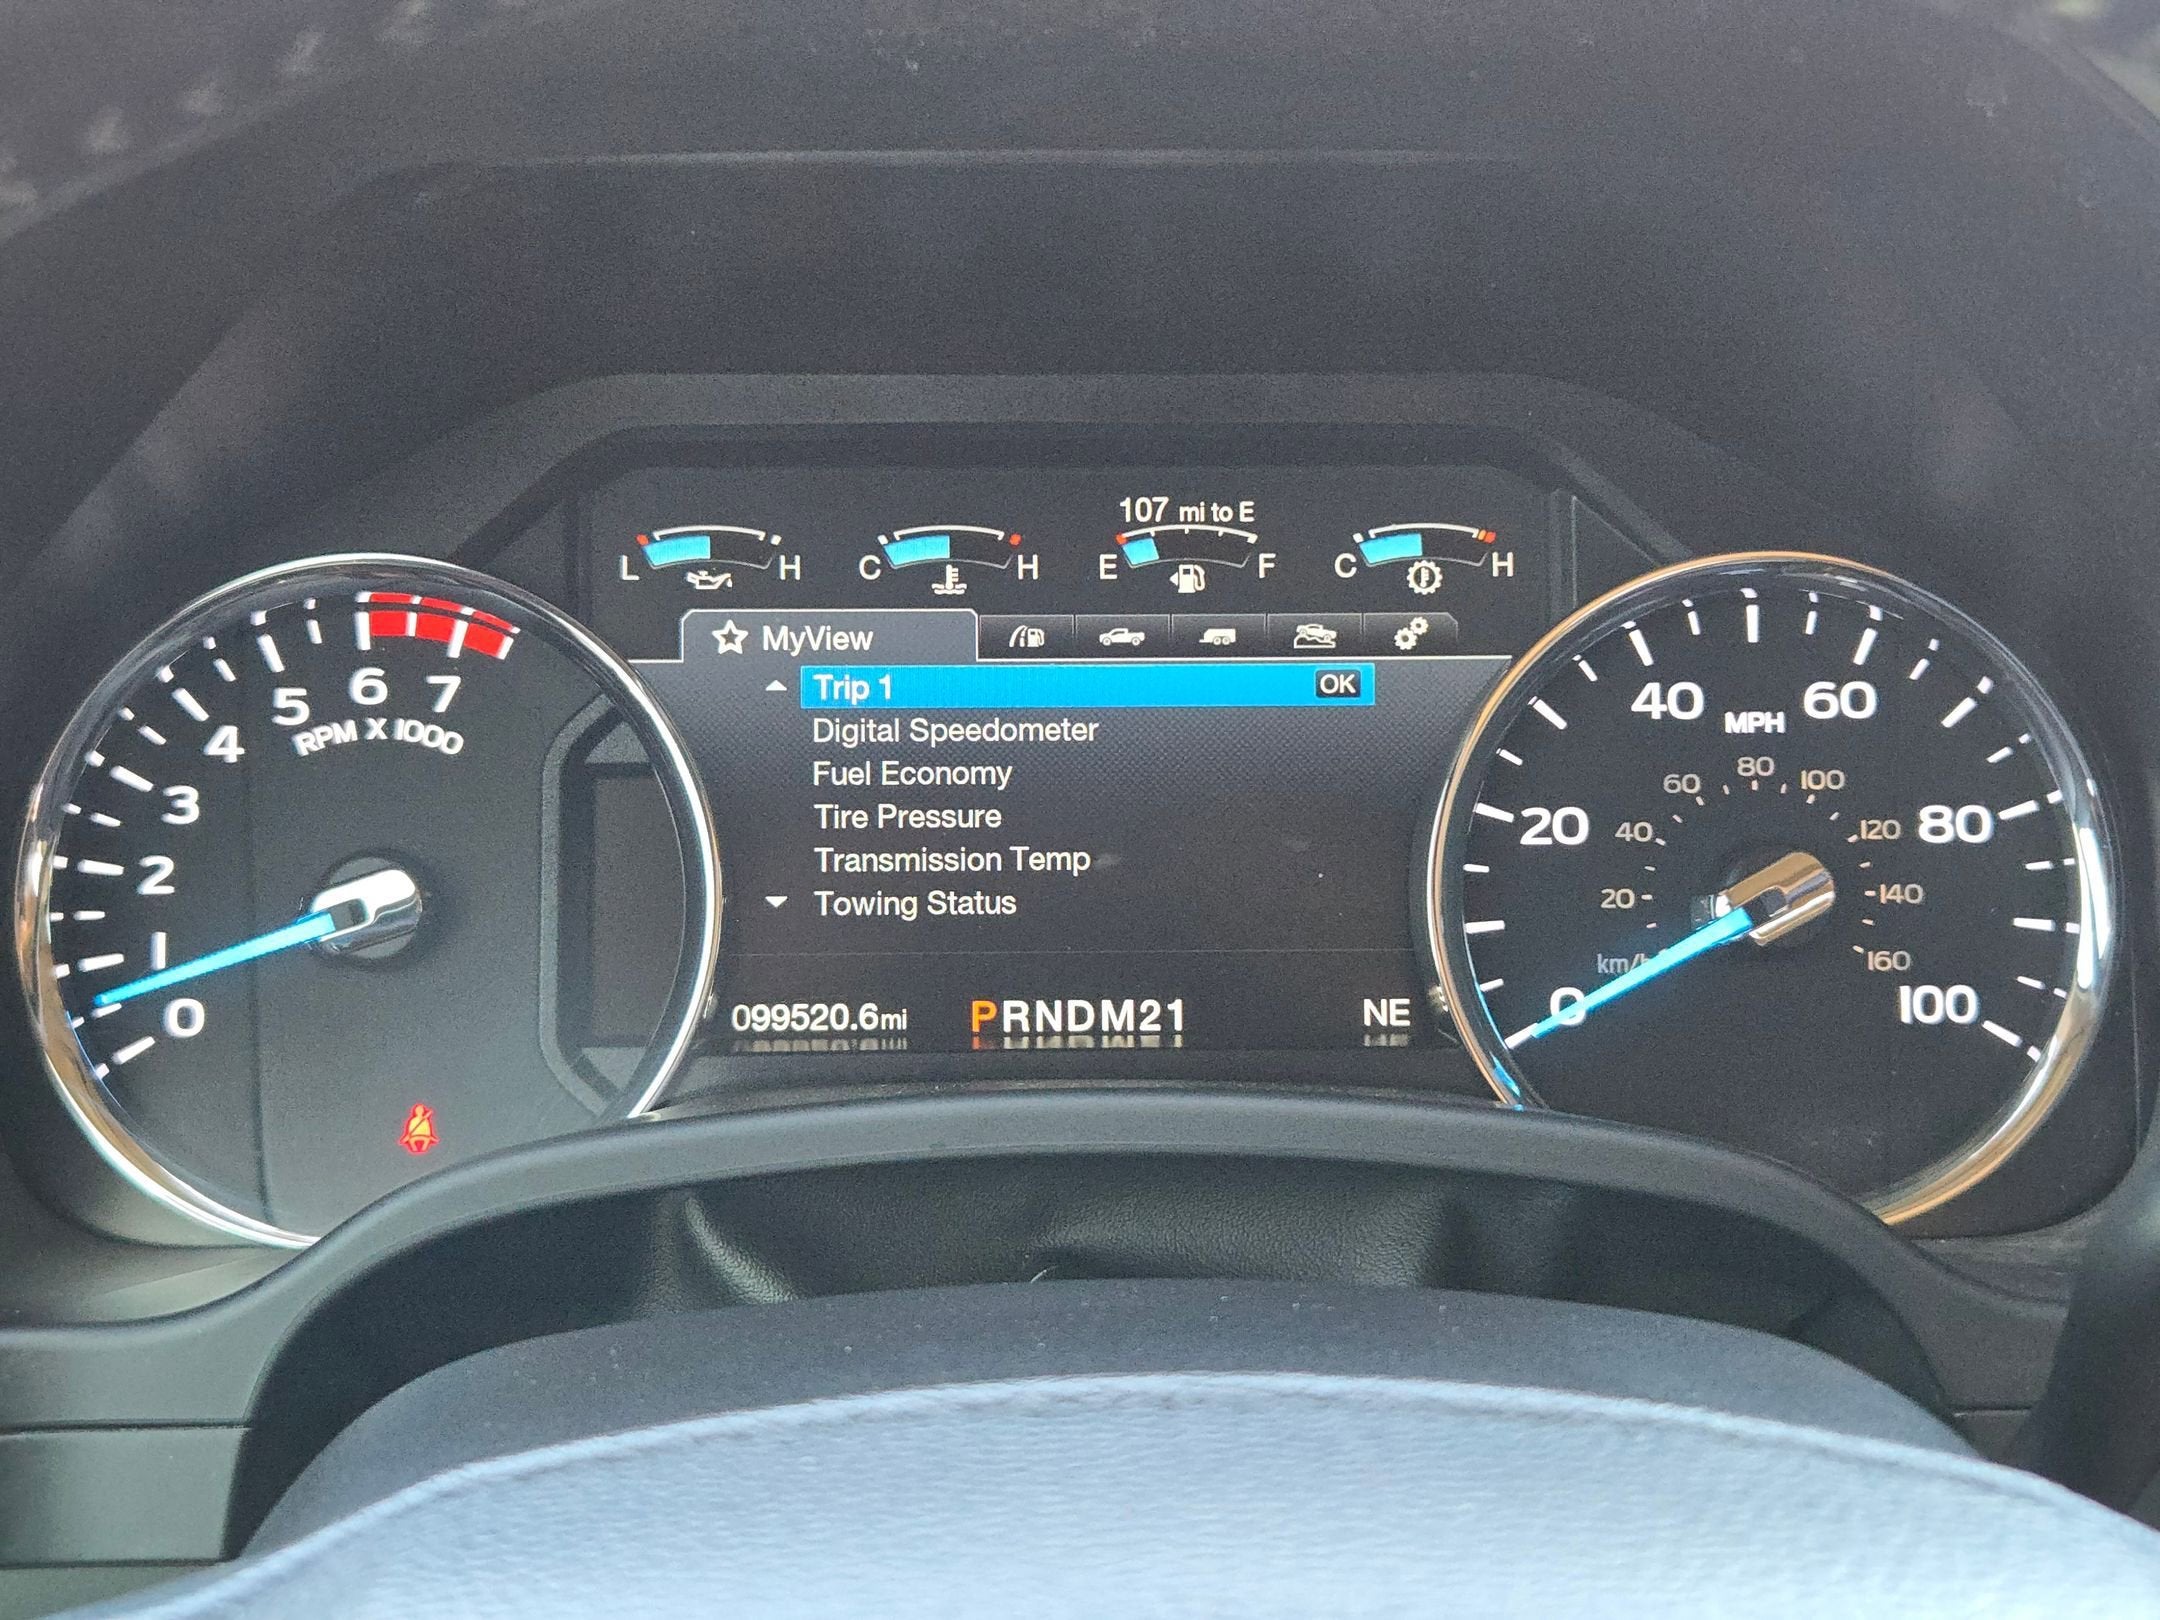 107 mi to E
L H C H E F C H
MyView
Trip 1 OK
Digital Speedometer
Fuel Economy
Tire Pressure
Transmission Temp
Towing Status
099520.6mi PRNDM21 NE
0 1 2 3 4 5 6 7
RPM X 1000
0 20 40 60 80 100
MPH
km/h
20 40 60 80 100 120 140 160